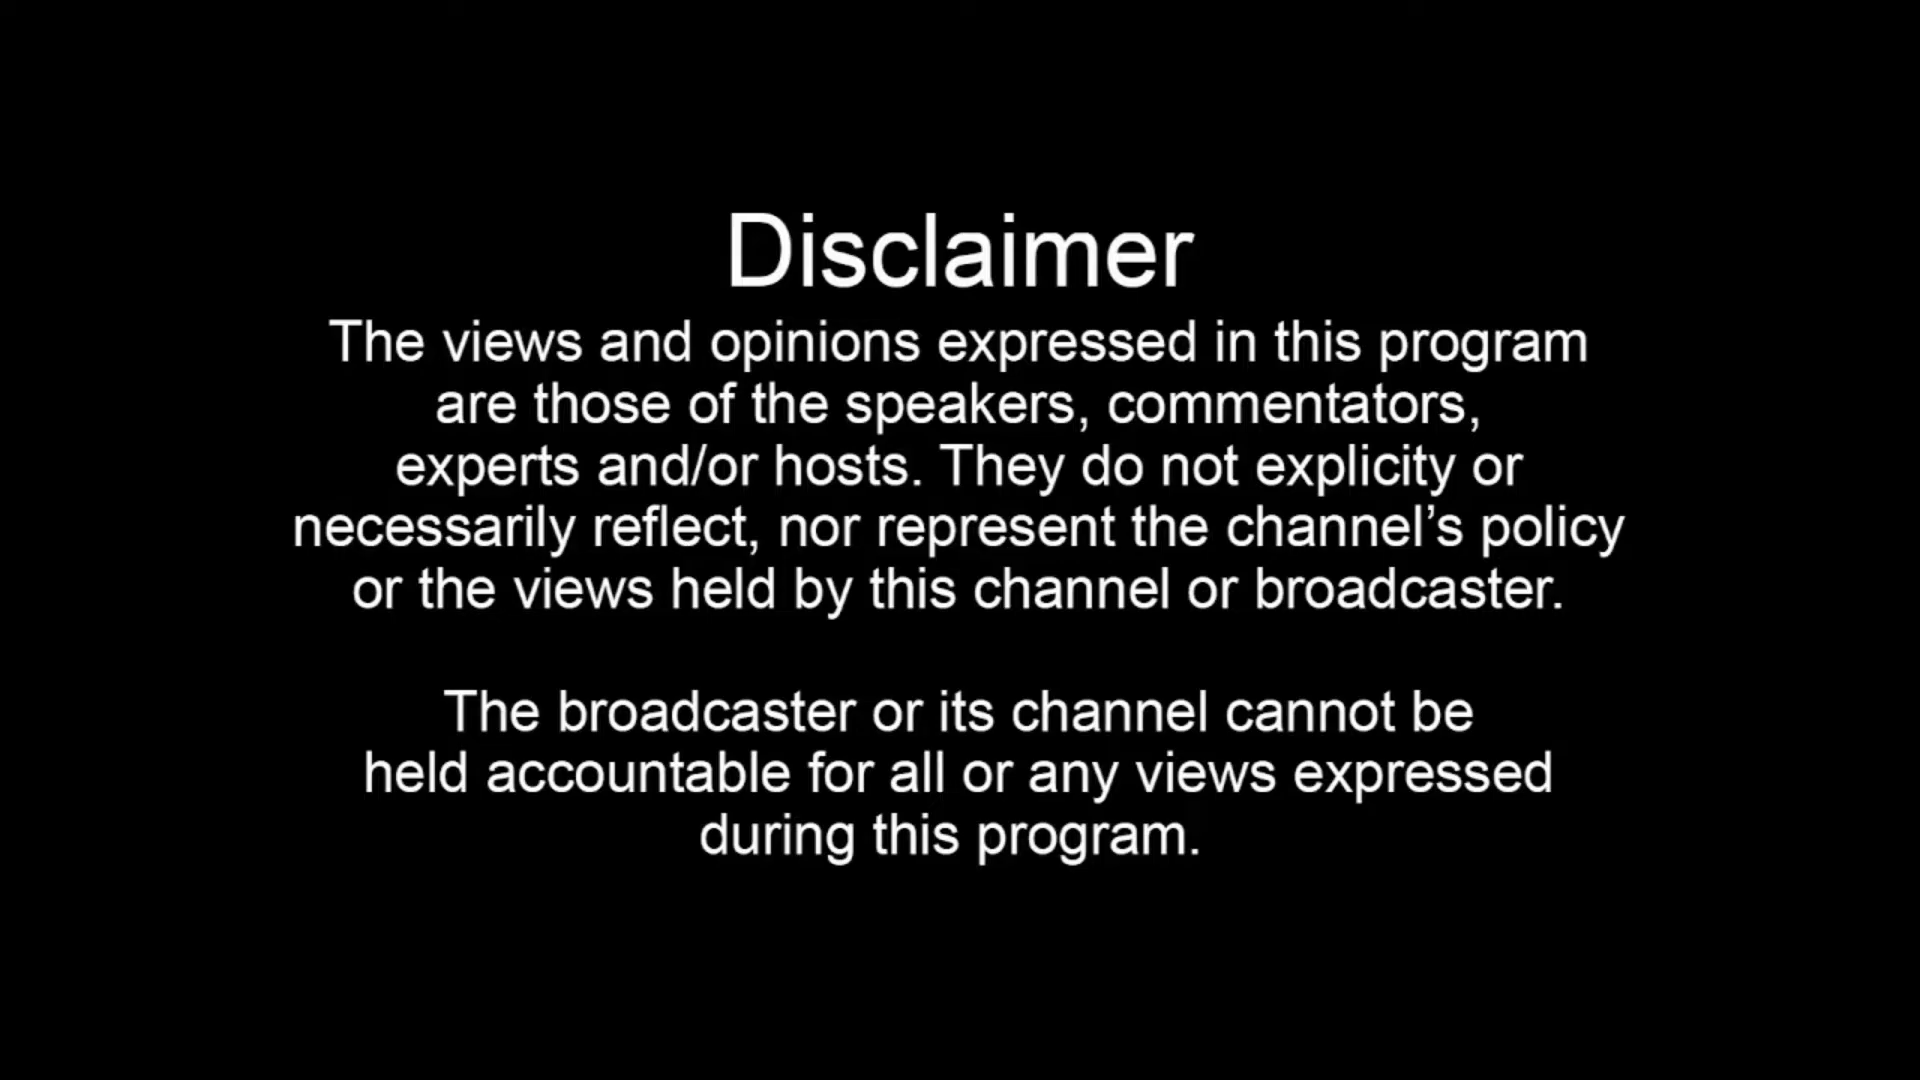 Disclaimer
The views and opinions expressed in this program
are those of the speakers, commentators,
experts and/or hosts. They do not explicity or
necessarily reflect, nor represent the channel’s policy
or the views held by this channel or broadcaster.
The broadcaster or its channel cannot be
held accountable for all or any views expressed
during this program.